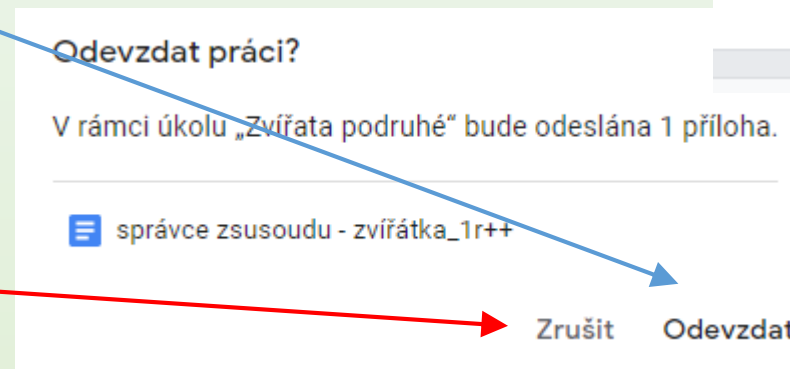 Odevzdat práci?
V rámci úkolu „Zvířata podruhé“ bude odeslána 1 příloha.
správce zsusoudu - zvířátka_1r++
Zrušit Odevzdat